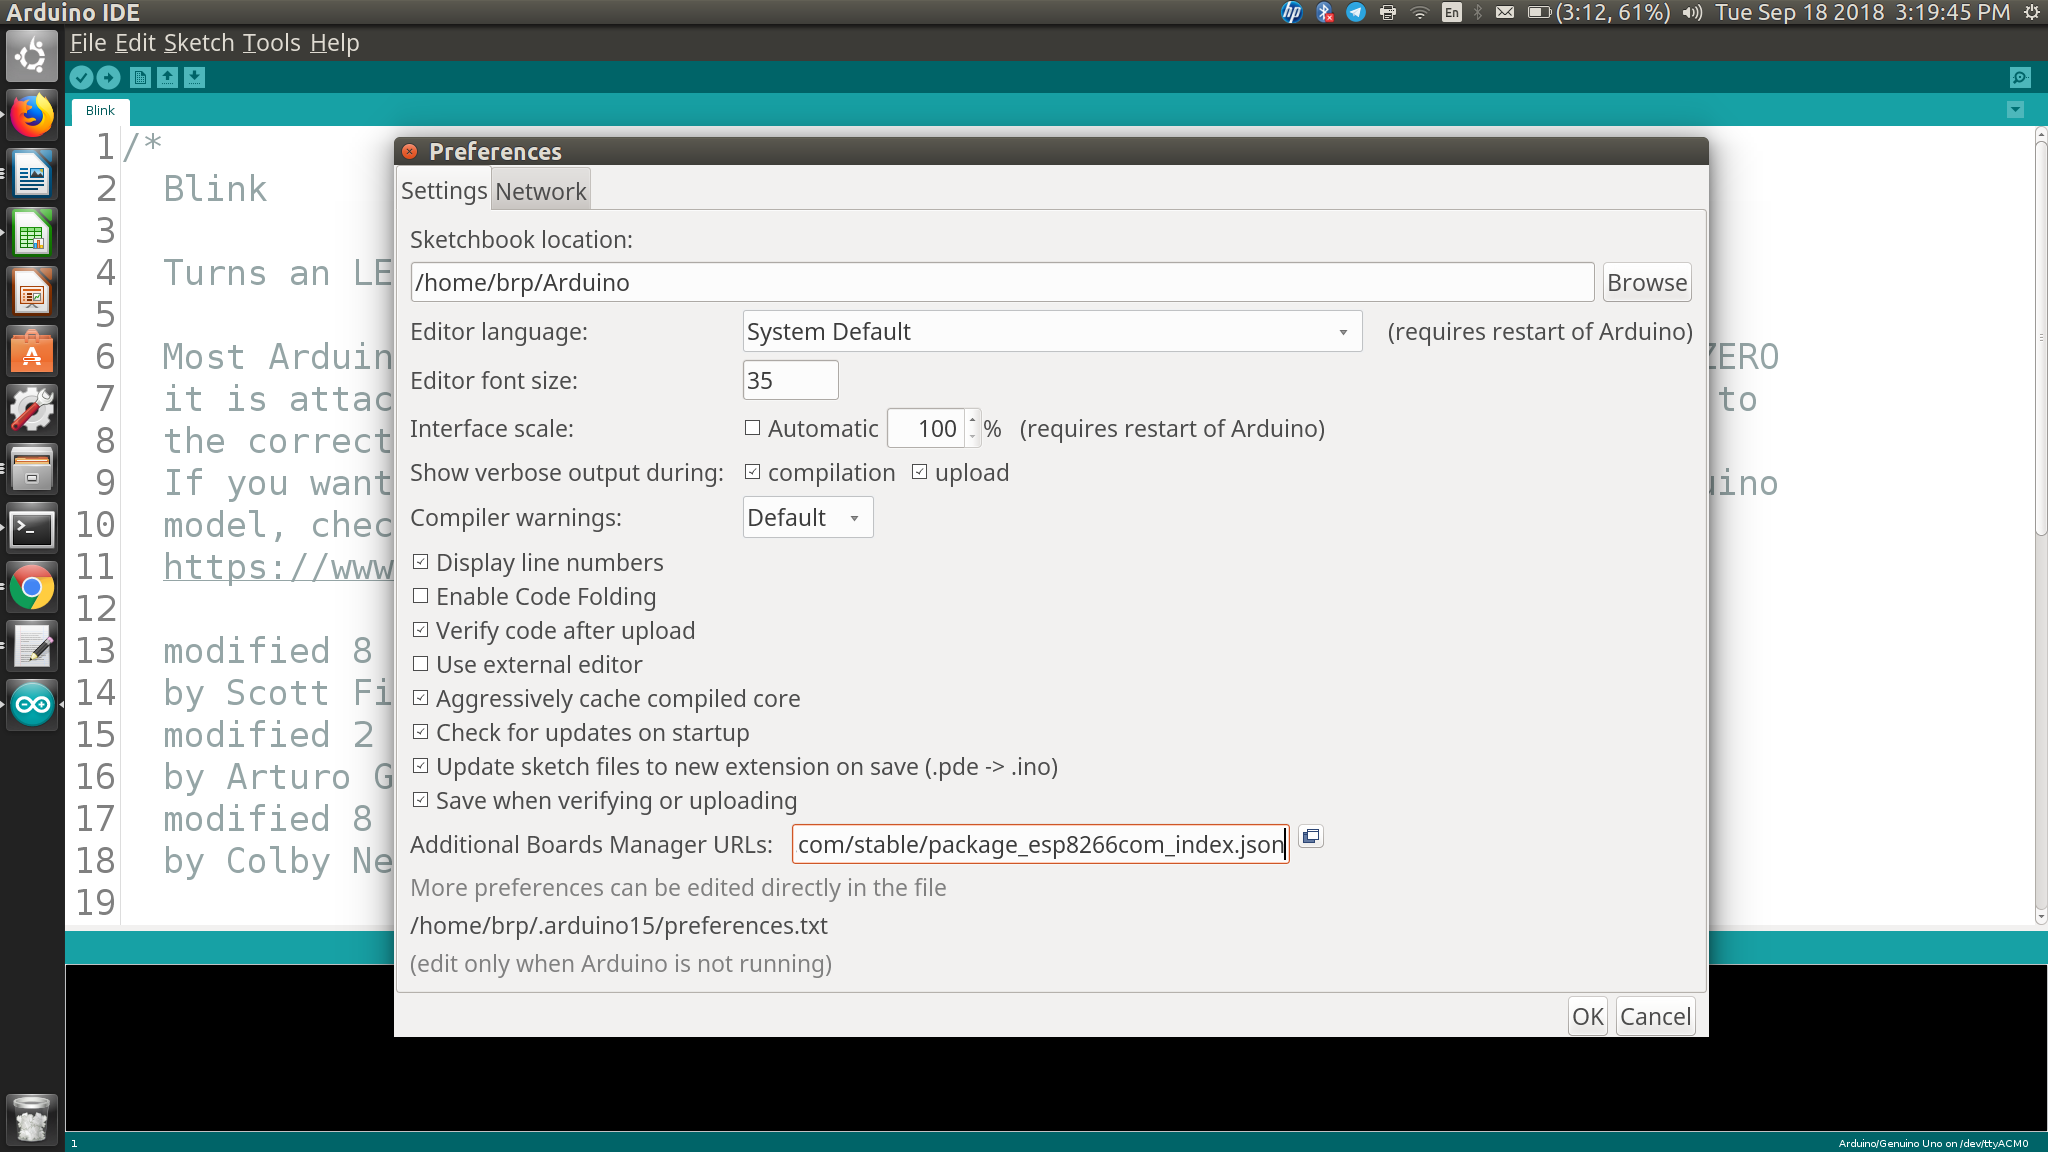 Arduino IDE
En (3:12, 61%) Tue Sep 18 2018 3:19:45 PM
File Edit Sketch Tools Help
Blink
Preferences
Settings Network
Sketchbook location:
/home/brp/Arduino Browse
Editor language: System Default (requires restart of Arduino)
Editor font size: 35
Interface scale: Automatic 100 % (requires restart of Arduino)
Show verbose output during: compilation upload
Compiler warnings: Default
Display line numbers
Enable Code Folding
Verify code after upload
Use external editor
Aggressively cache compiled core
Check for updates on startup
Update sketch files to new extension on save (.pde -> .ino)
Save when verifying or uploading
Additional Boards Manager URLs: com/stable/package_esp8266com_index.json
More preferences can be edited directly in the file
/home/brp/.arduino15/preferences.txt
(edit only when Arduino is not running)
OK Cancel
1 /*
2 Blink
3
4 Turns an LE
5
6 Most Arduin ZERO
7 it is attac to
8 the correct
9 If you want uino
10 model, chec
11 https://www
12
13 modified 8
14 by Scott Fi
15 modified 2
16 by Arturo G
17 modified 8
18 by Colby Ne
19
1 Arduino/Genuino Uno on /dev/ttyACM0